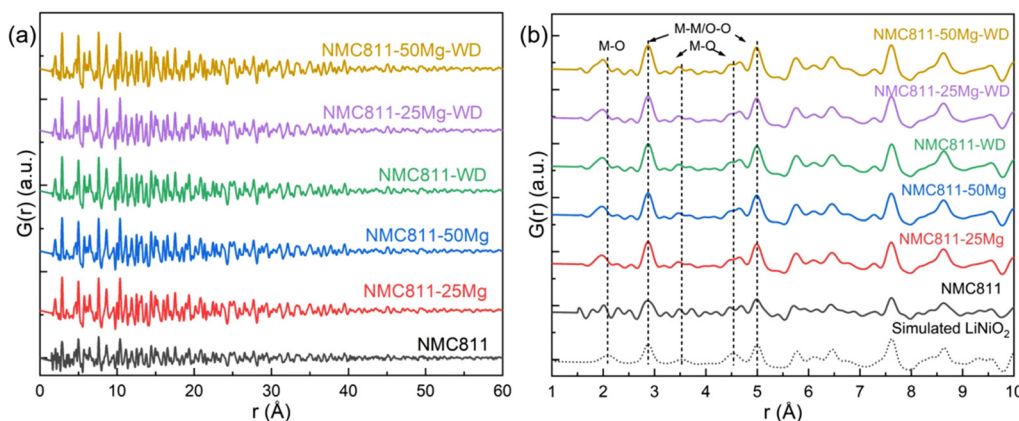 (a)
NMC811-50Mg-WD
NMC811-25Mg-WD
NMC811-WD
NMC811-50Mg
NMC811-25Mg
NMC811
G(r) (a.u.)
0 10 20 30 40 50 60
r (Å)
(b)
M-M/O-O
M-O
M-O
NMC811-50Mg-WD
NMC811-25Mg-WD
NMC811-WD
NMC811-50Mg
NMC811-25Mg
NMC811
Simulated LiNiO₂
G(r) (a.u.)
1 2 3 4 5 6 7 8 9 10
r (Å)